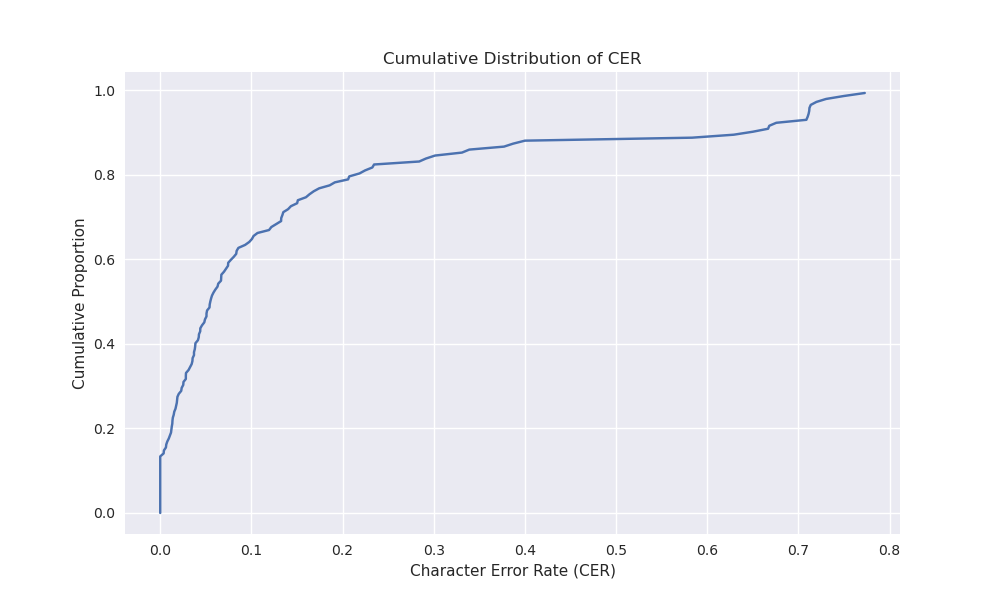 Cumulative Distribution of CER
1.0
0.8
0.6
0.4
0.2
0.0
Cumulative Proportion
0.0 0.1 0.2 0.3 0.4 0.5 0.6 0.7 0.8
Character Error Rate (CER)